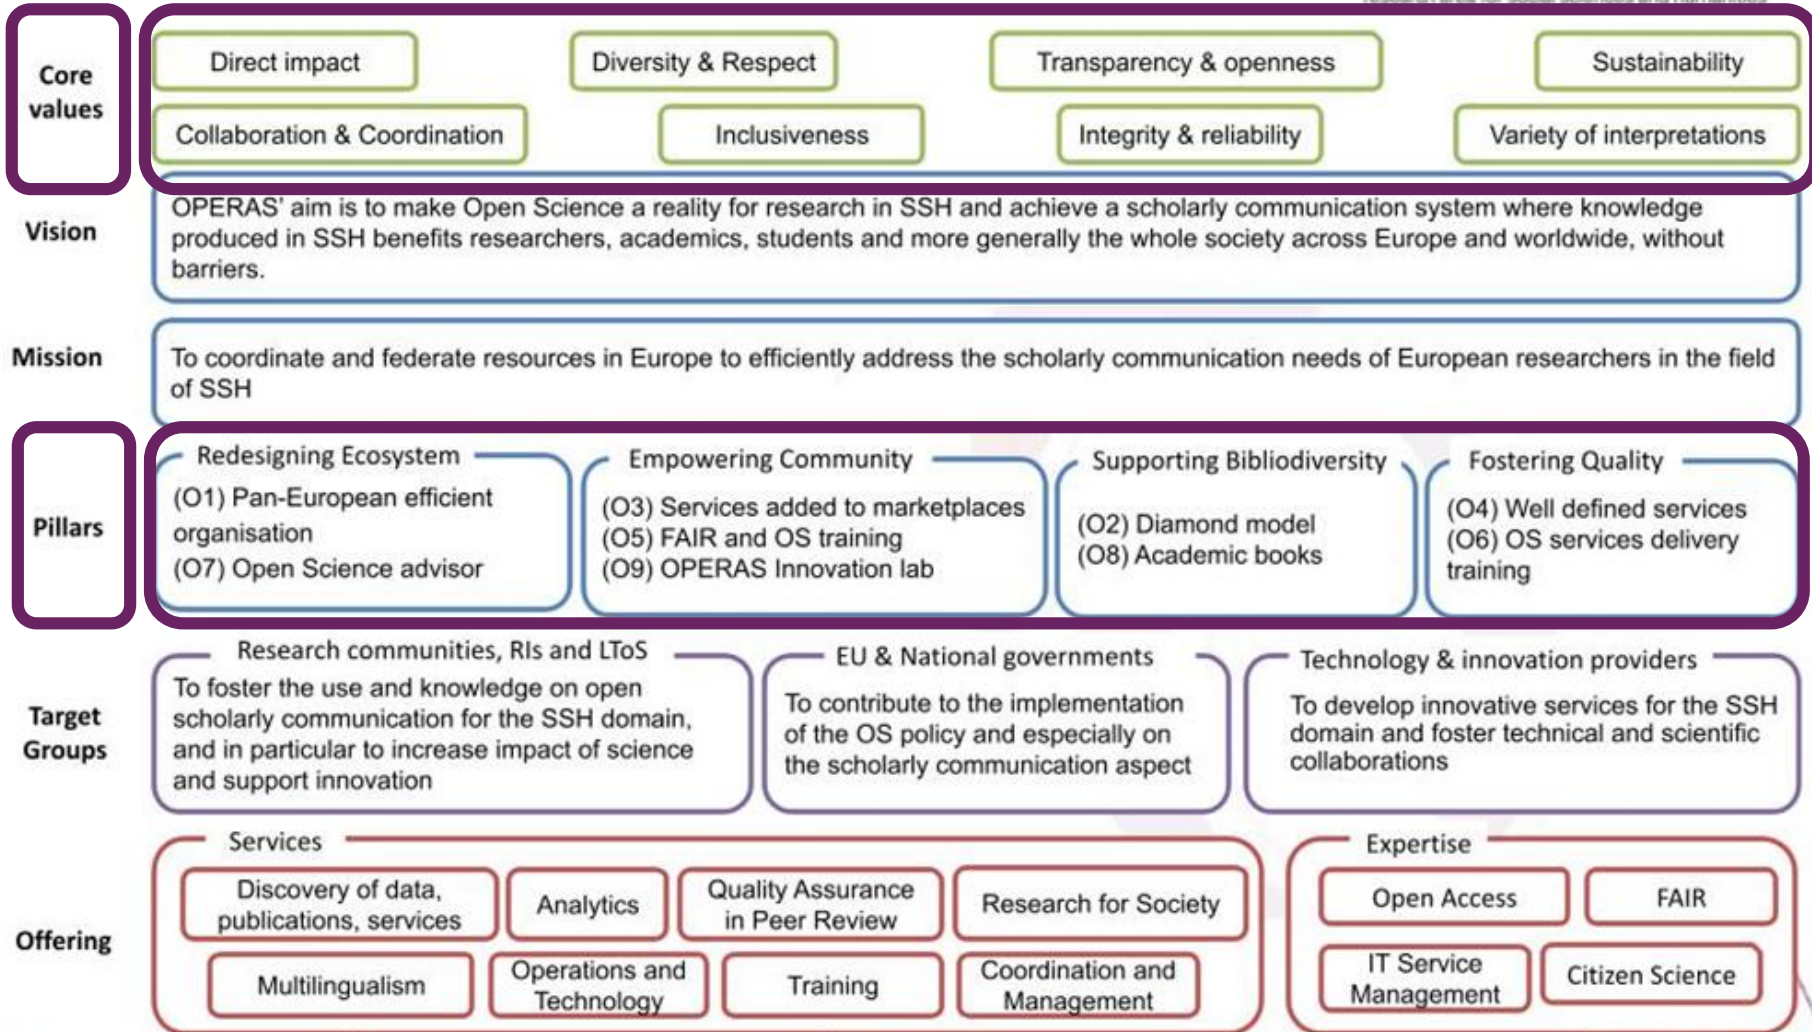 research area for social sciences and humanities
Core
values
Direct impact
Diversity & Respect
Transparency & openness
Sustainability
Collaboration & Coordination
Inclusiveness
Integrity & reliability
Variety of interpretations
Vision
OPERAS' aim is to make Open Science a reality for research in SSH and achieve a scholarly communication system where knowledge
produced in SSH benefits researchers, academics, students and more generally the whole society across Europe and worldwide, without
barriers.
Mission
To coordinate and federate resources in Europe to efficiently address the scholarly communication needs of European researchers in the field
of SSH
Pillars
Redesigning Ecosystem
(O1) Pan-European efficient
organisation
(O7) Open Science advisor
Empowering Community
(O3) Services added to marketplaces
(O5) FAIR and OS training
(O9) OPERAS Innovation lab
Supporting Bibliodiversity
(O2) Diamond model
(O8) Academic books
Fostering Quality
(O4) Well defined services
(O6) OS services delivery
training
Target
Groups
Research communities, RIs and LToS
To foster the use and knowledge on open
scholarly communication for the SSH domain,
and in particular to increase impact of science
and support innovation
EU & National governments
To contribute to the implementation
of the OS policy and especially on
the scholarly communication aspect
Technology & innovation providers
To develop innovative services for the SSH
domain and foster technical and scientific
collaborations
Offering
Services
Discovery of data,
publications, services
Analytics
Quality Assurance
in Peer Review
Research for Society
Multilingualism
Operations and
Technology
Training
Coordination and
Management
Expertise
Open Access
FAIR
IT Service
Management
Citizen Science